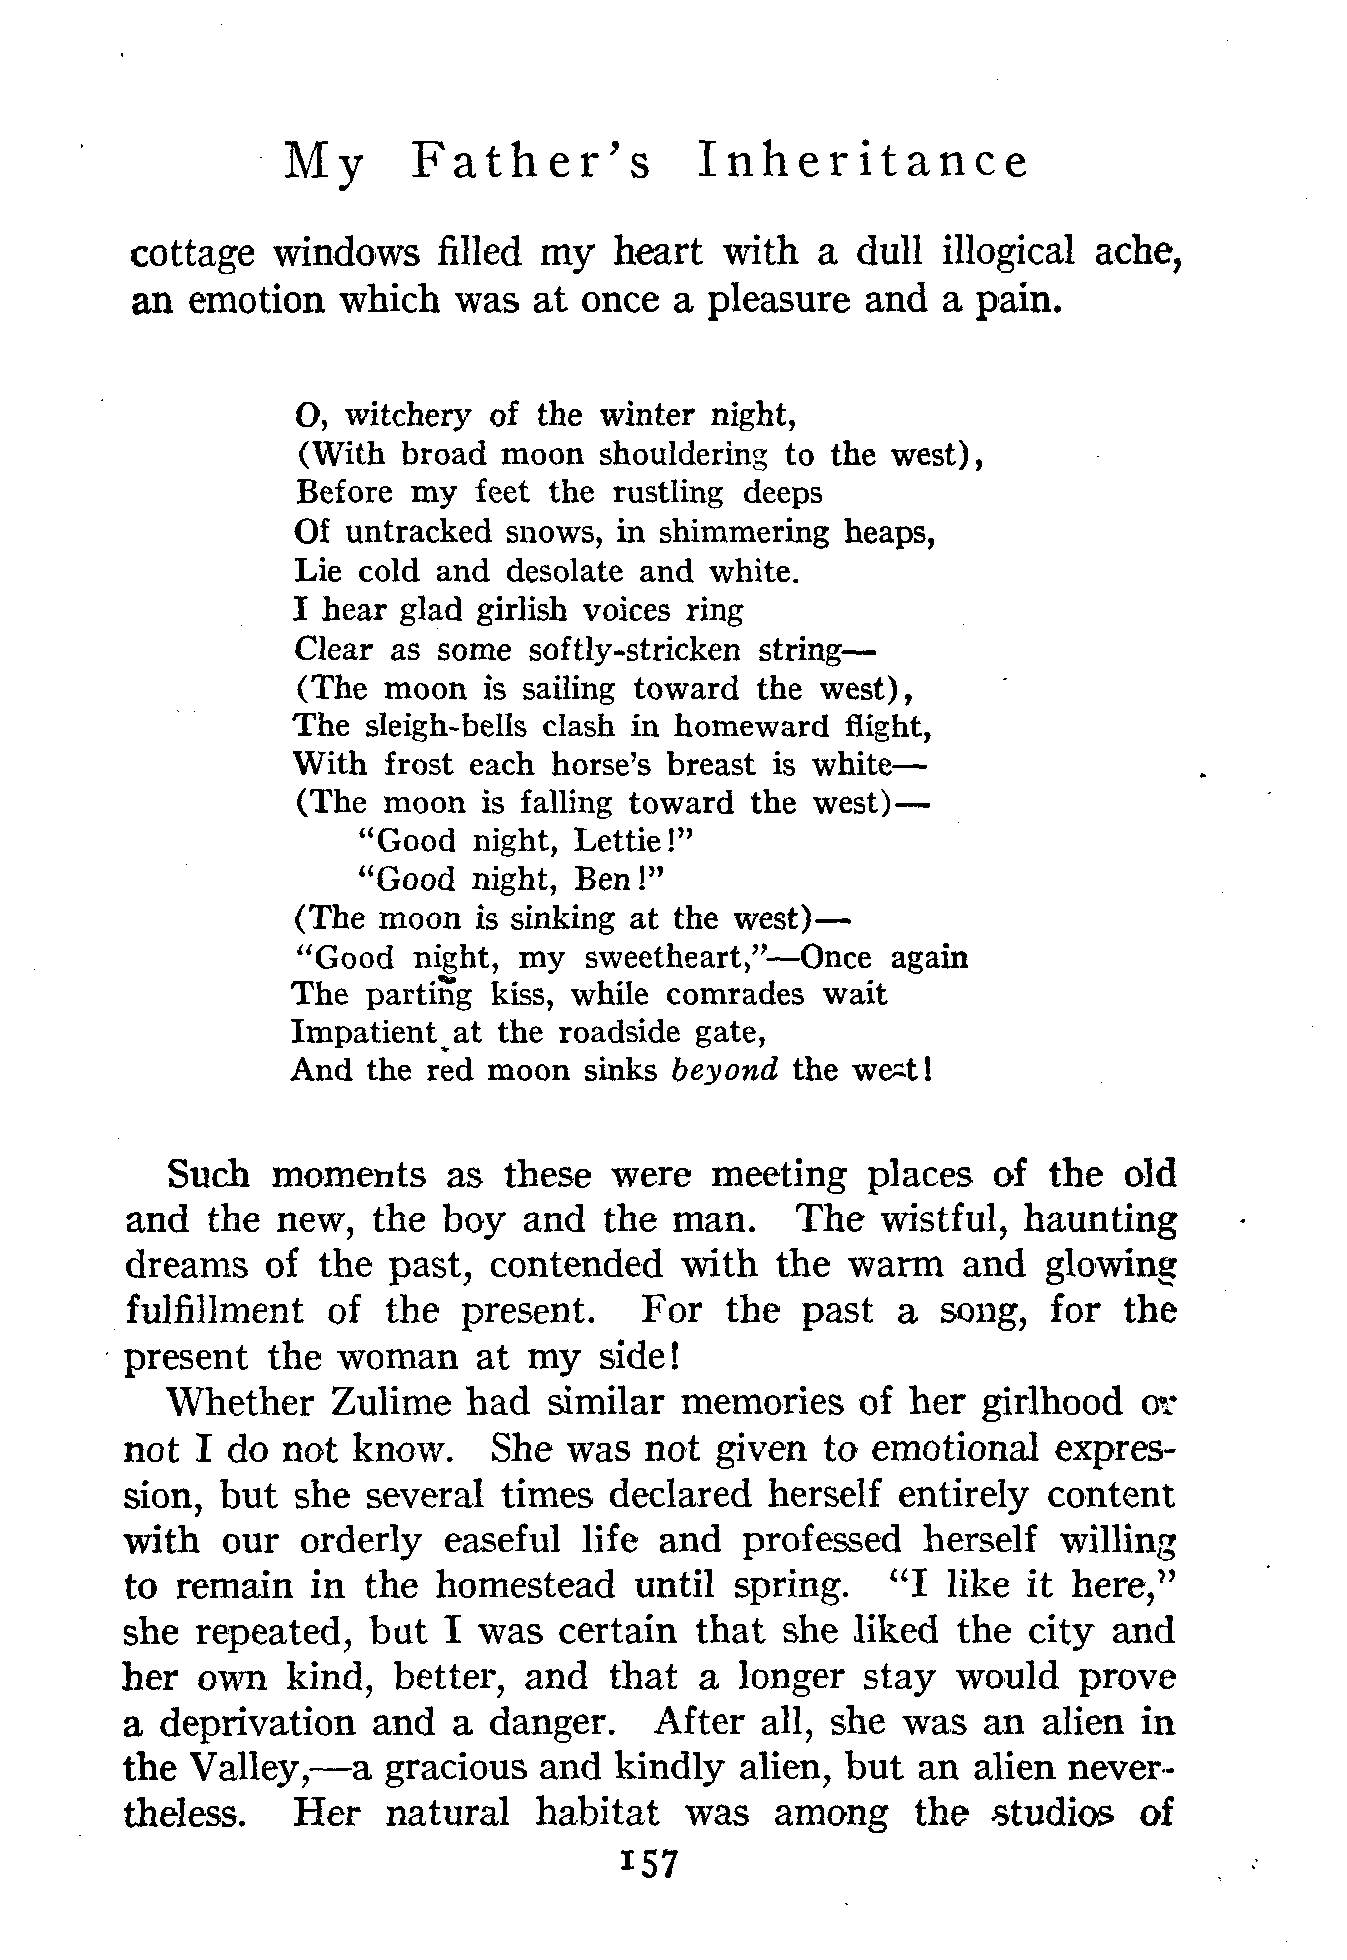 My Father's Inheritance
cottage windows filled my heart with a dull illogical ache,
an emotion which was at once a pleasure and a pain.
O, witchery of the winter night,
(With broad moon shouldering to the west),
Before my feet the rustling deeps
Of untracked snows, in shimmering heaps,
Lie cold and desolate and white.
I hear glad girlish voices ring
Clear as some softly-stricken string—
(The moon is sailing toward the west),
The sleigh-bells clash in homeward flight,
With frost each horse's breast is white—
(The moon is falling toward the west)—
"Good night, Lettie!"
"Good night, Ben!"
(The moon is sinking at the west)—
"Good night, my sweetheart,"—Once again
The parting kiss, while comrades wait
Impatient at the roadside gate,
And the red moon sinks beyond the west!
Such moments as these were meeting places of the old
and the new, the boy and the man. The wistful, haunting
dreams of the past, contended with the warm and glowing
fulfillment of the present. For the past a song, for the
present the woman at my side!
Whether Zulime had similar memories of her girlhood or
not I do not know. She was not given to emotional expres-
sion, but she several times declared herself entirely content
with our orderly easeful life and professed herself willing
to remain in the homestead until spring. "I like it here,"
she repeated, but I was certain that she liked the city and
her own kind, better, and that a longer stay would prove
a deprivation and a danger. After all, she was an alien in
the Valley,—a gracious and kindly alien, but an alien never-
theless. Her natural habitat was among the studios of
157